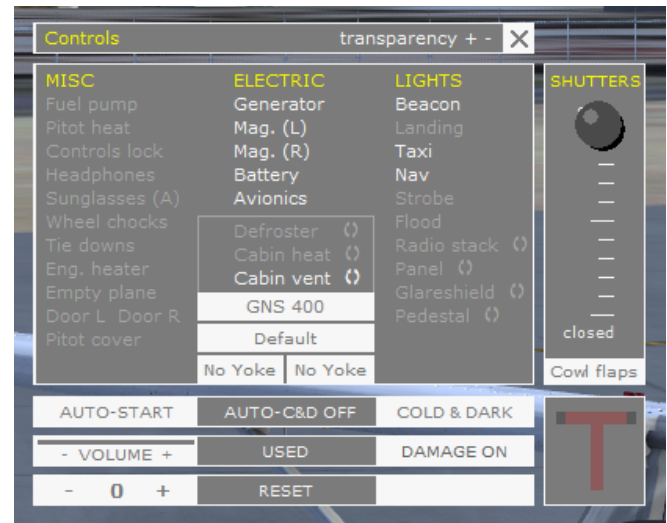 Controls transparency + -
MISC
Fuel pump
Pitot heat
Controls lock
Headphones
Sunglasses (A)
Wheel chocks
Tie downs
Eng. heater
Empty plane
Door L Door R
Pitot cover
ELECTRIC
Generator
Mag. (L)
Mag. (R)
Battery
Avionics
Defroster
Cabin heat
Cabin vent
GNS 400
Default
No Yoke No Yoke
LIGHTS
Beacon
Landing
Taxi
Nav
Strobe
Flood
Radio stack
Panel
Glareshield
Pedestal
SHUTTERS
closed
Cowl flaps
AUTO-START AUTO-C&D OFF COLD & DARK
- VOLUME + USED DAMAGE ON
- 0 + RESET